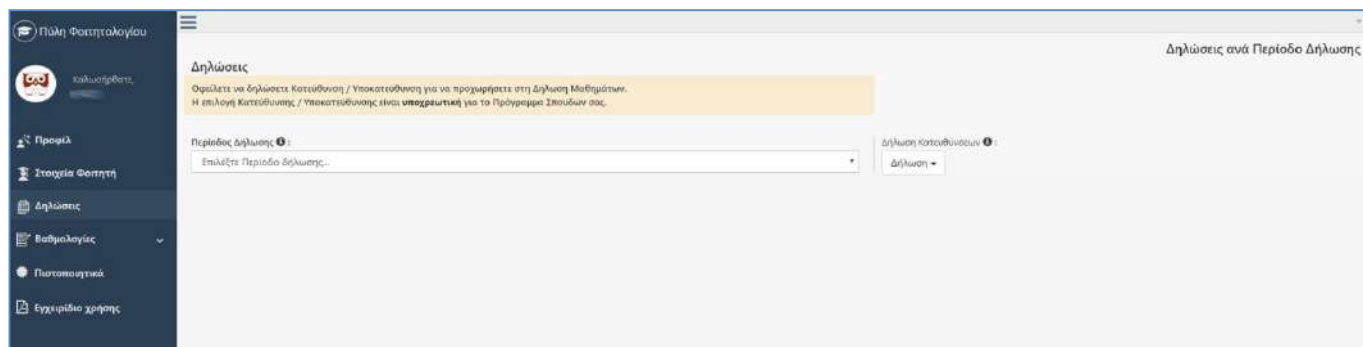 Πύλη Φοιτητολογίου
Καλωσήρθατε,
Προφίλ
Στοιχεία Φοιτητή
Δηλώσεις
Βαθμολογίες
Πιστοποιητικά
Εγχειρίδιο χρήσης
Δηλώσεις ανά Περίοδο Δήλωσης
Δηλώσεις
Οφείλετε να δηλώσετε Κατεύθυνση / Υποκατεύθυνση για να προχωρήσετε στη Δήλωση Μαθημάτων.
Η επιλογή Κατεύθυνσης / Υποκατεύθυνσης είναι υποχρεωτική για το Πρόγραμμα Σπουδών σας.
Περίοδος Δήλωσης :
Επιλέξτε Περίοδο δήλωσης...
Δήλωση Κατευθύνσεων :
Δήλωση